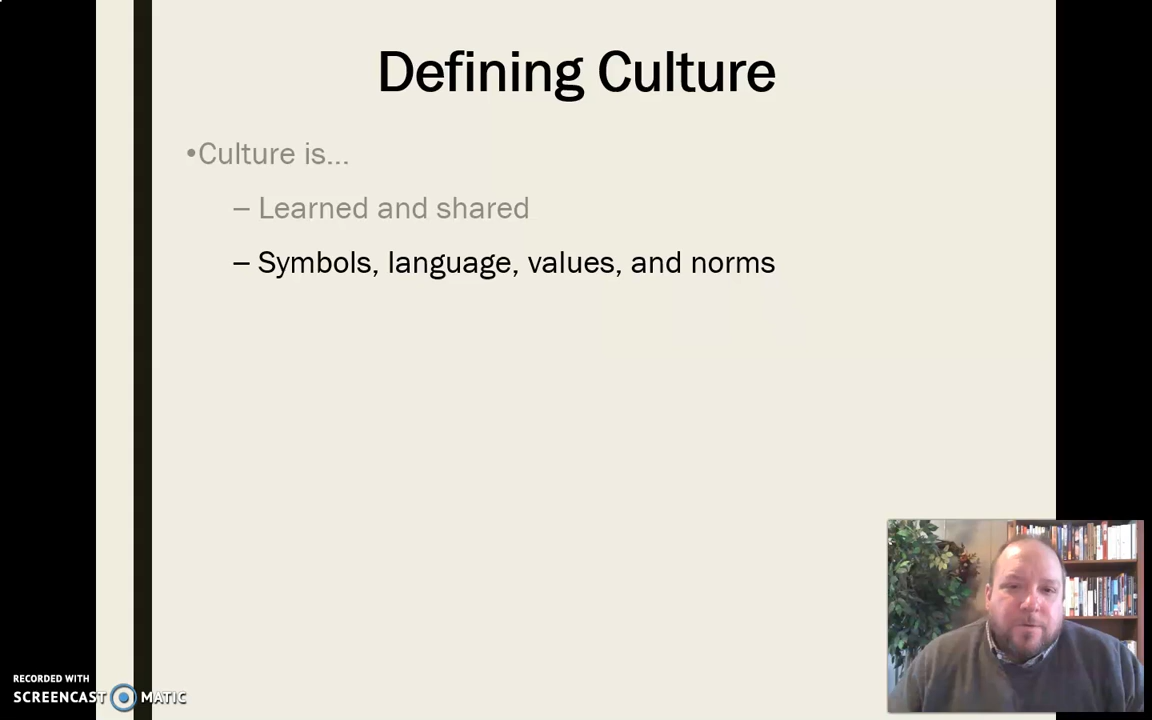 Defining Culture
•Culture is...
– Learned and shared
– Symbols, language, values, and norms
RECORDED WITH
SCREENCAST MATIC